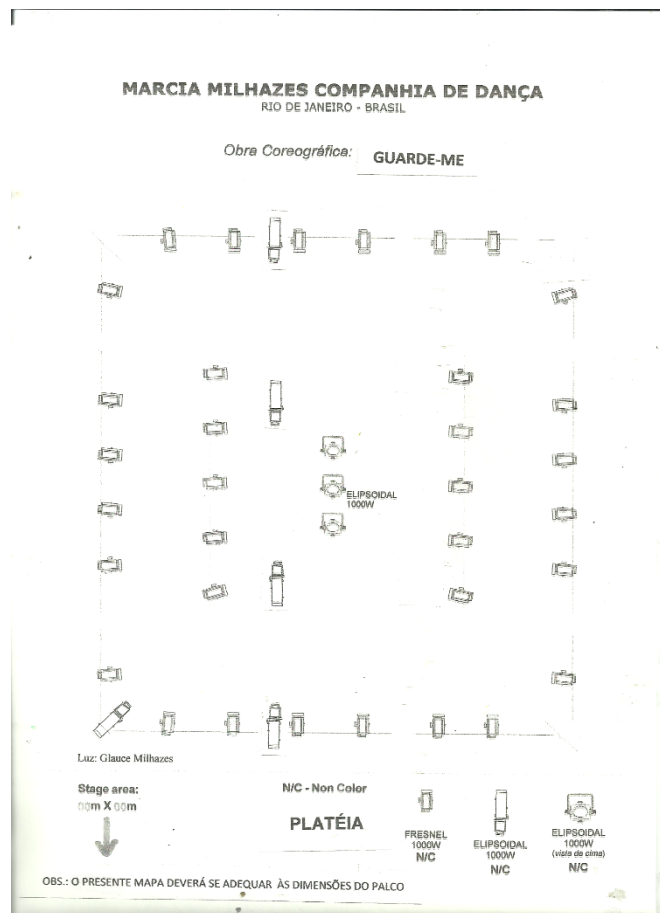 MARCIA MILHAZES COMPANHIA DE DANÇA
RIO DE JANEIRO - BRASIL
Obra Coreográfica: GUARDE-ME
ELIPSOIDAL
1000W
Luz: Glauce Milhazes
Stage area:
00m X 00m
N/C - Non Color
PLATÉIA
FRESNEL
1000W
N/C
ELIPSOIDAL
1000W
N/C
ELIPSOIDAL
1000W
(vista de cima)
N/C
OBS.: O PRESENTE MAPA DEVERÁ SE ADEQUAR ÀS DIMENSÕES DO PALCO